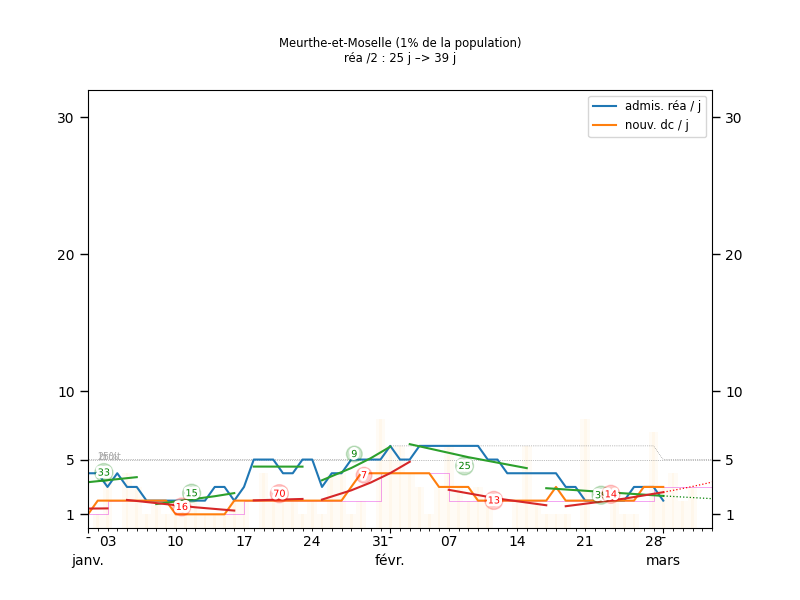 Meurthe-et-Moselle (1% de la population)
réa /2 : 25 j –> 39 j
admis. réa / j
nouv. dc / j
30 30
20 20
10 10
5 5
1 1
33
16
15
70
9
7
25
13
14
- 03 10 17 24 31- 07 14 21 28-
janv. févr. mars